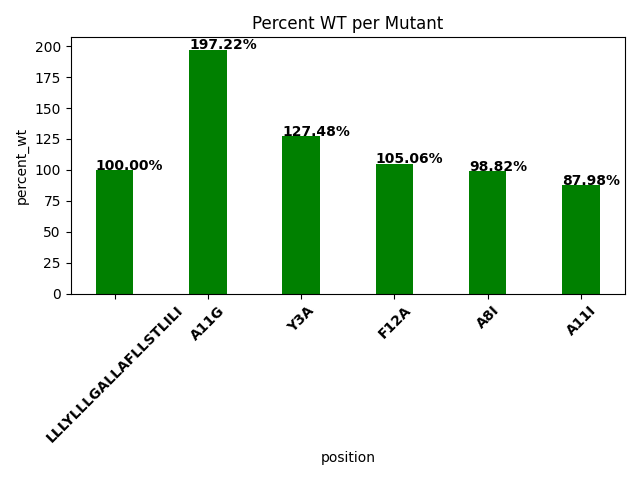 Percent WT per Mutant
percent_wt
200
175
150
125
100
75
50
25
0
100.00%
197.22%
127.48%
105.06%
98.82%
87.98%
LLLYLLLGALLAFLLSTLILI
A11G
Y3A
F12A
A8I
A11I
position